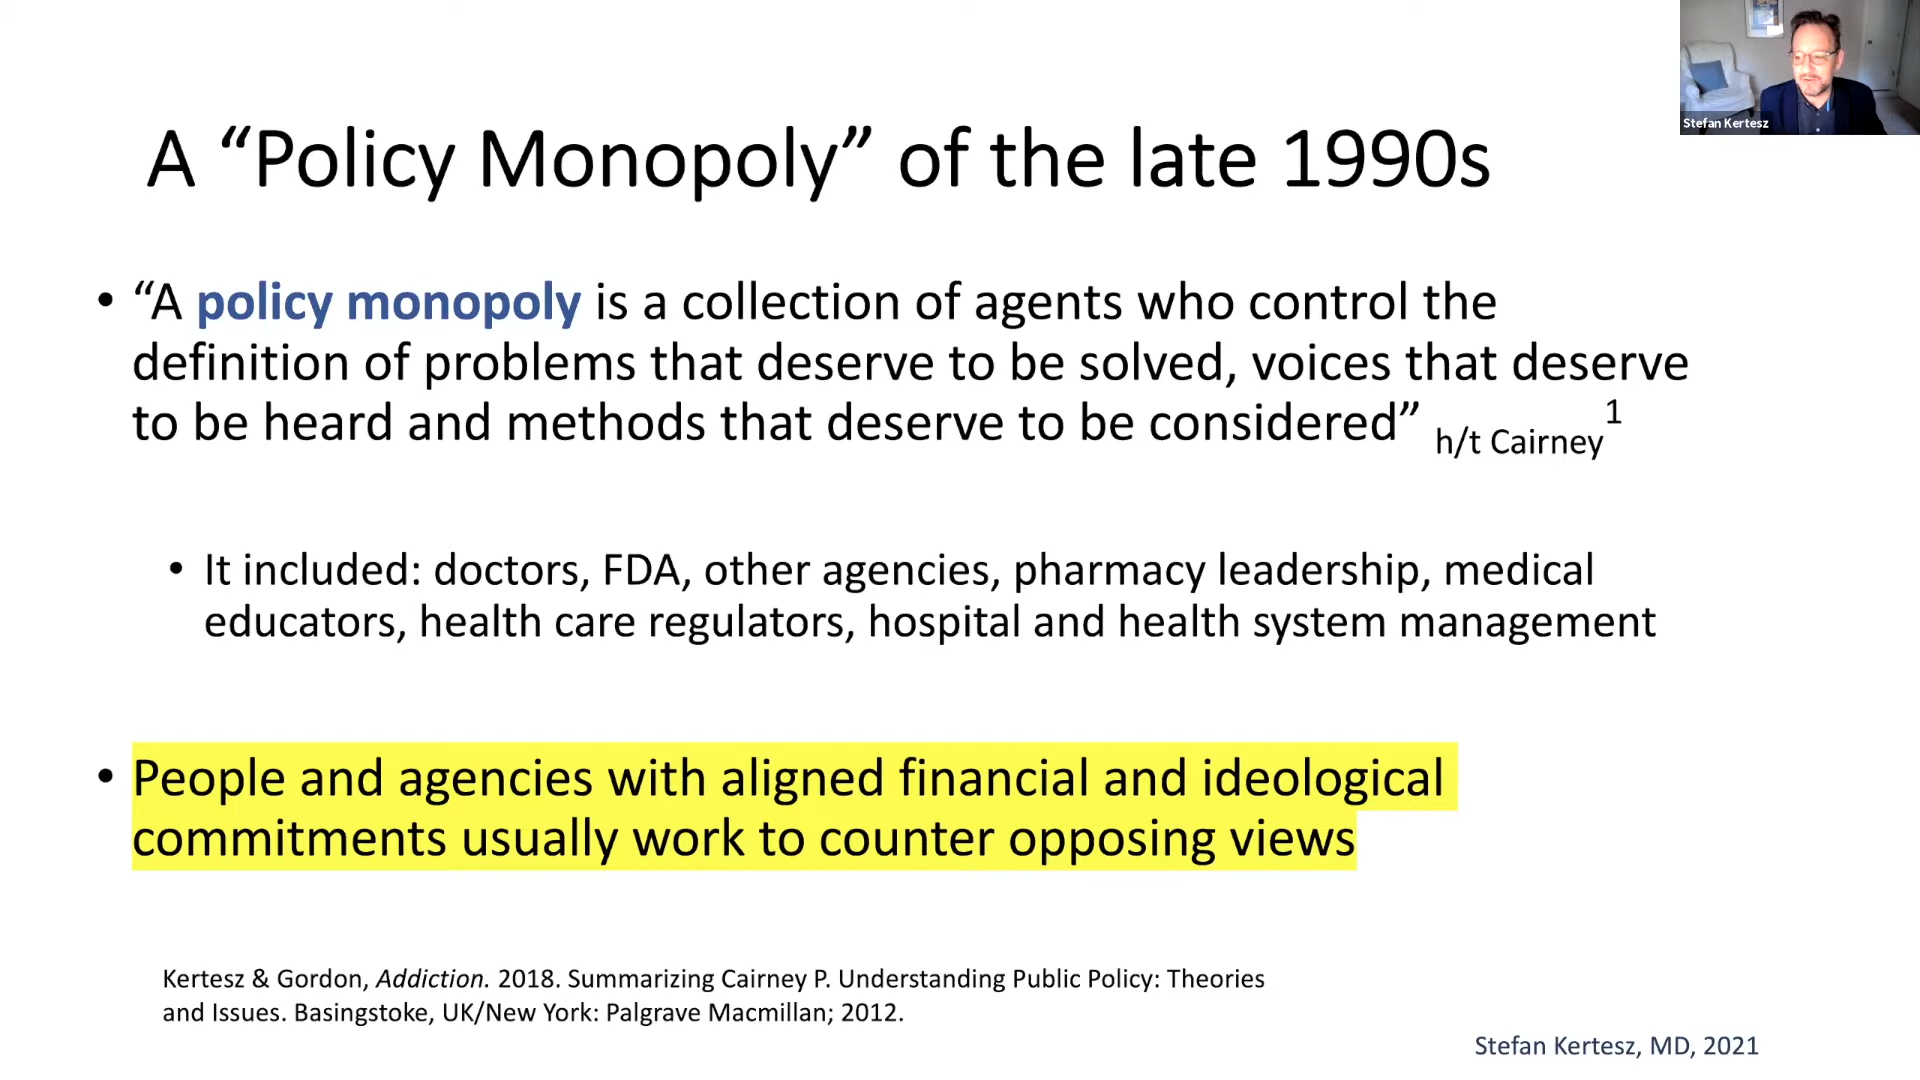 Stefan Kertesz
A “Policy Monopoly” of the late 1990s
• “A policy monopoly is a collection of agents who control the
definition of problems that deserve to be solved, voices that deserve
to be heard and methods that deserve to be considered” h/t Cairney1
• It included: doctors, FDA, other agencies, pharmacy leadership, medical
educators, health care regulators, hospital and health system management
• People and agencies with aligned financial and ideological
commitments usually work to counter opposing views
Kertesz & Gordon, Addiction. 2018. Summarizing Cairney P. Understanding Public Policy: Theories
and Issues. Basingstoke, UK/New York: Palgrave Macmillan; 2012.
Stefan Kertesz, MD, 2021